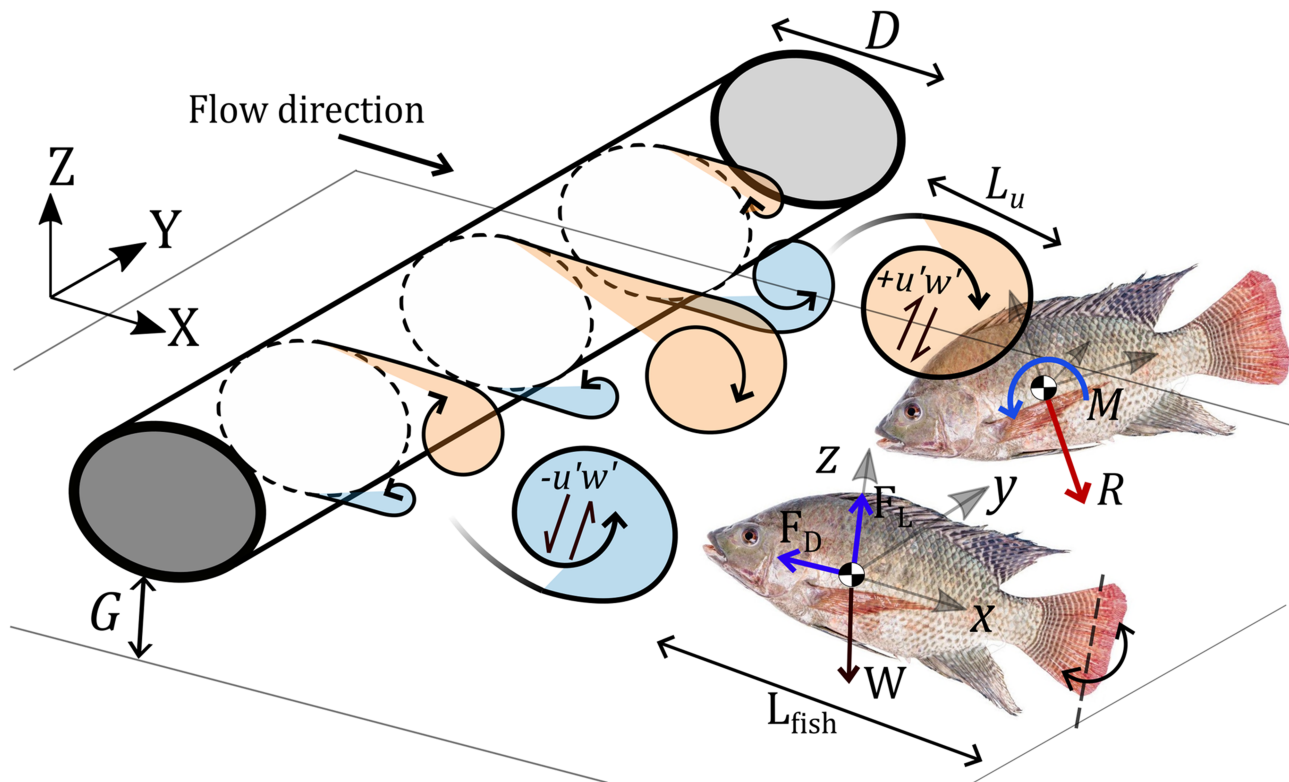 D
Flow direction
L_u
Z
Y
X
+u'w'
M
-u'w'
z
F_L
y
R
F_D
G
x
W
L_fish